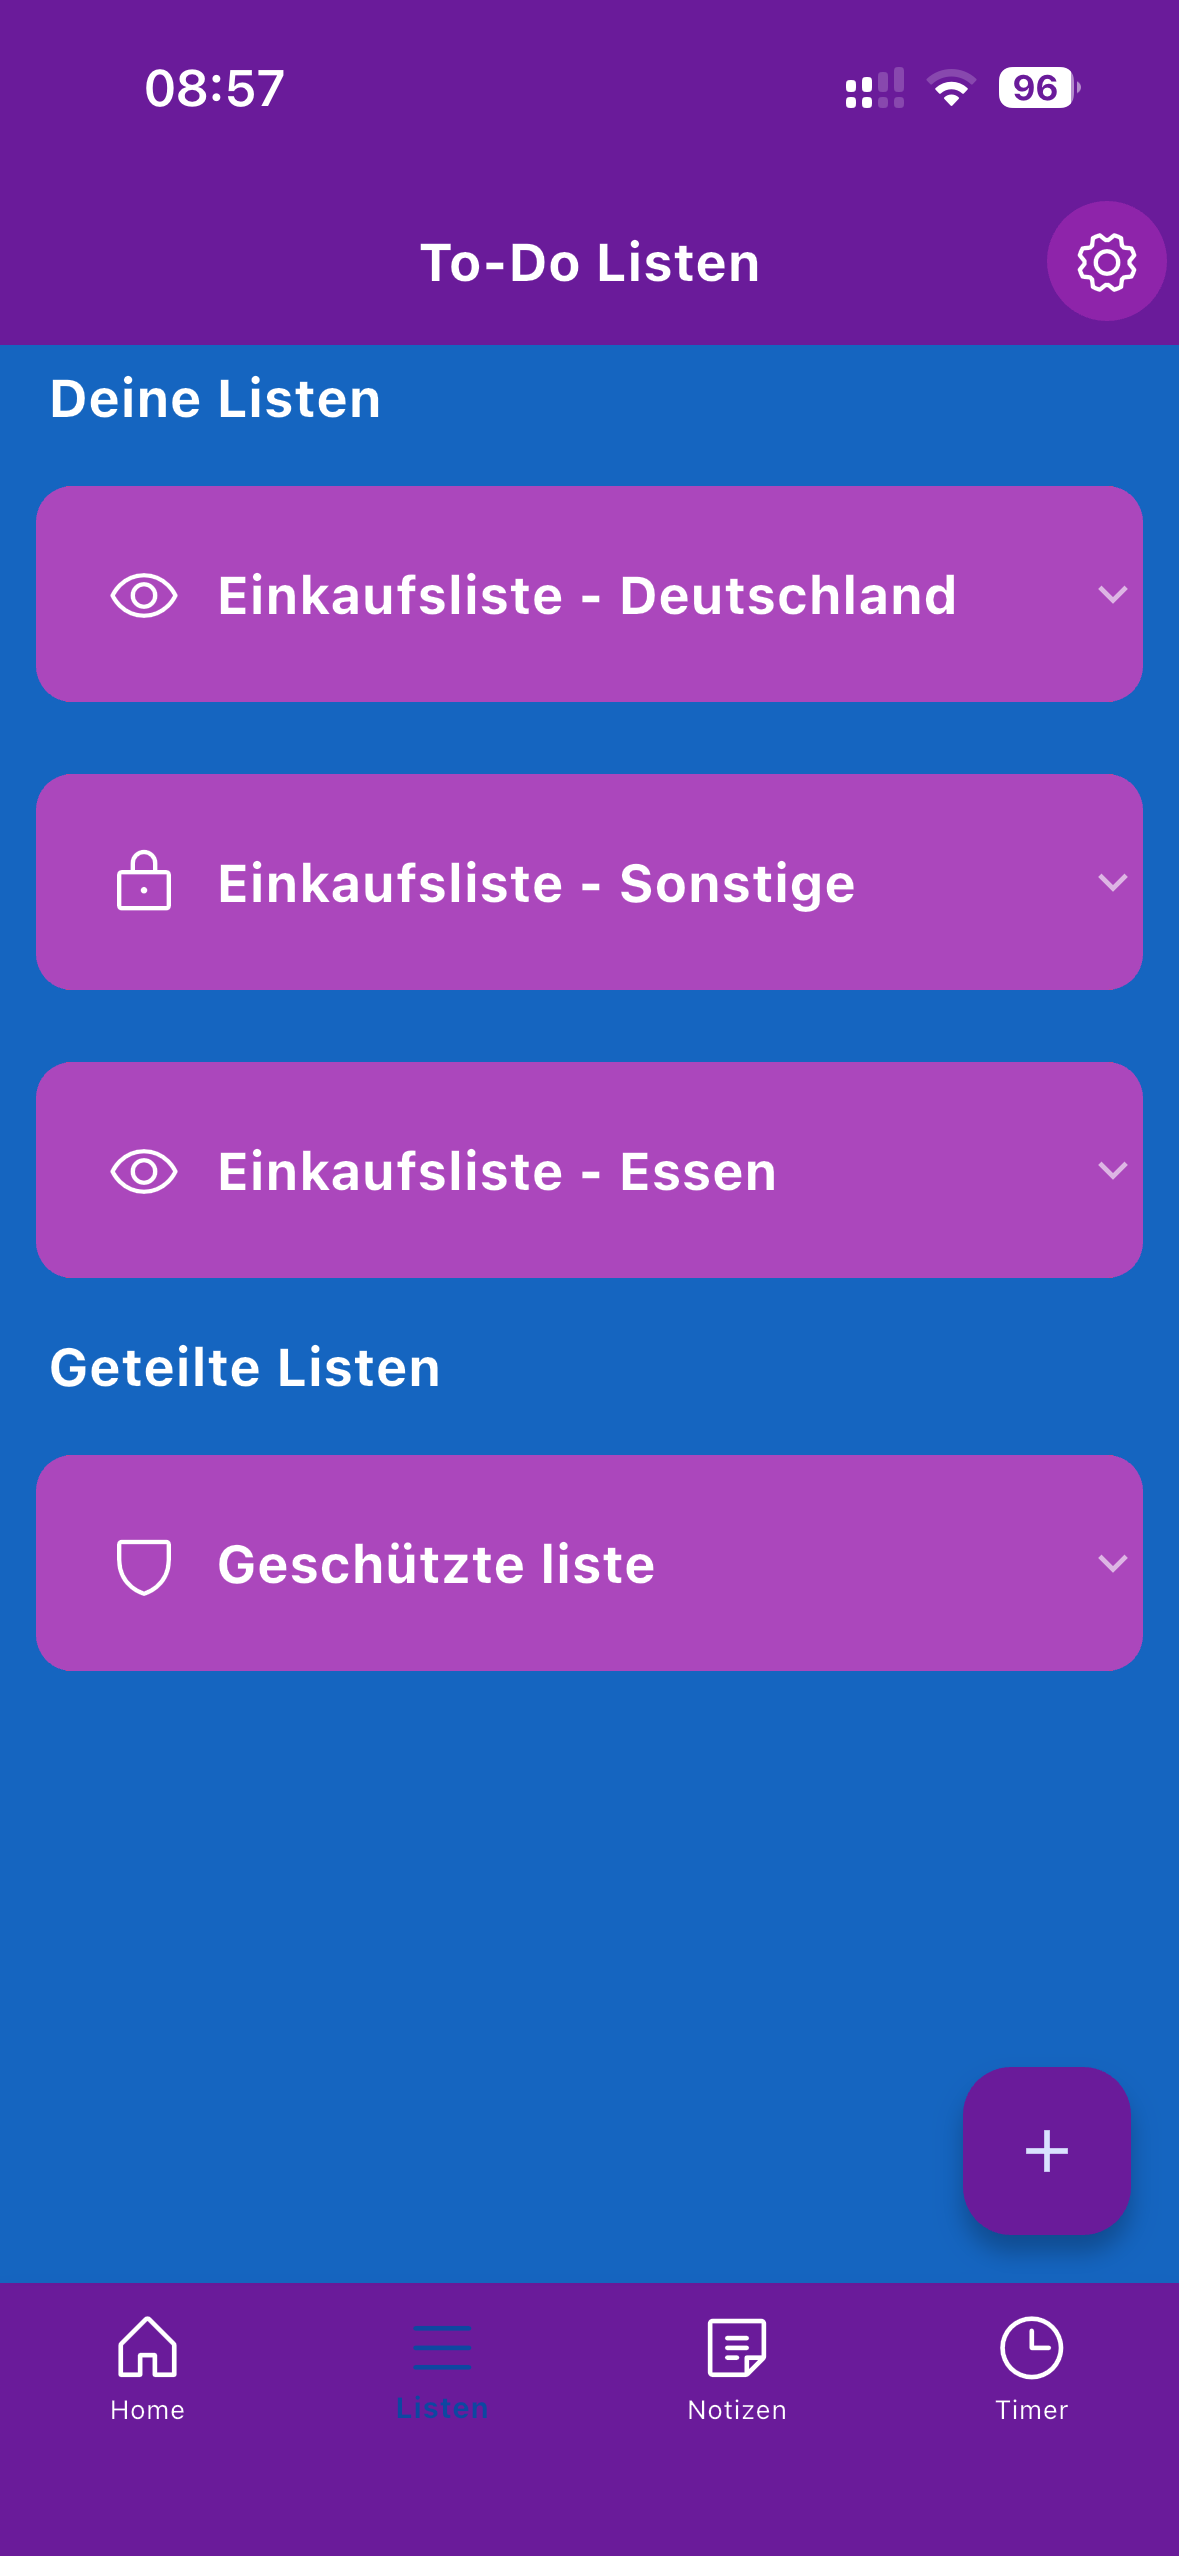 08:57
96
To-Do Listen
Deine Listen
Einkaufsliste - Deutschland
Einkaufsliste - Sonstige
Einkaufsliste - Essen
Geteilte Listen
Geschützte liste
Home
Listen
Notizen
Timer